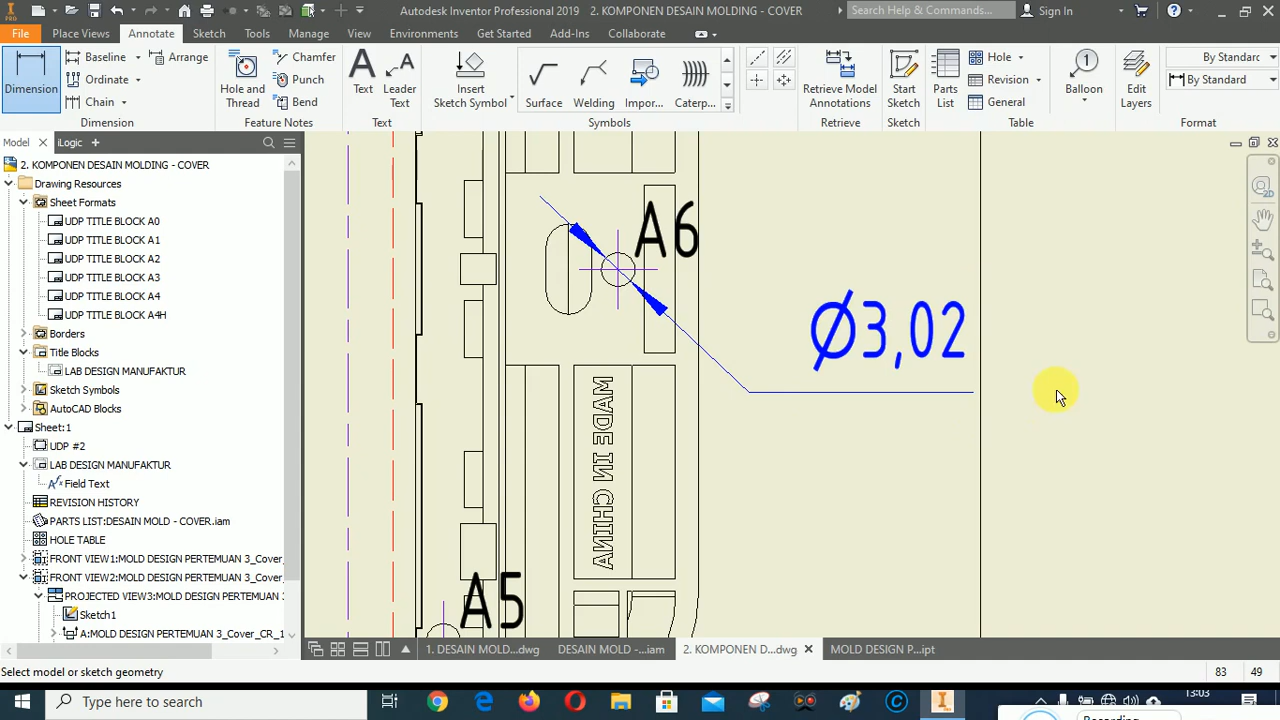 PRO
Autodesk Inventor Professional 2019 2. KOMPONEN DESAIN MOLDING - COVER
Search Help & Commands...
Sign In
File
Place Views
Annotate
Sketch
Tools
Manage
View
Environments
Get Started
Add-Ins
Collaborate
Dimension
Baseline
Ordinate
Chain
Arrange
Dimension
Hole and
Thread
Chamfer
Punch
Bend
Feature Notes
Text
Leader
Text
Text
Insert
Sketch Symbol
Surface
Welding
Impor...
Caterp...
Symbols
Retrieve Model
Annotations
Retrieve
Start
Sketch
Sketch
Parts
List
Hole
Revision
General
Table
1
Balloon
Edit
Layers
By Standarc
By Standard
Format
Model
iLogic
2. KOMPONEN DESAIN MOLDING - COVER
Drawing Resources
Sheet Formats
UDP TITLE BLOCK A0
UDP TITLE BLOCK A1
UDP TITLE BLOCK A2
UDP TITLE BLOCK A3
UDP TITLE BLOCK A4
UDP TITLE BLOCK A4H
Borders
Title Blocks
LAB DESIGN MANUFAKTUR
Sketch Symbols
AutoCAD Blocks
Sheet:1
UDP #2
LAB DESIGN MANUFAKTUR
Field Text
REVISION HISTORY
PARTS LIST:DESAIN MOLD - COVER.iam
HOLE TABLE
FRONT VIEW1:MOLD DESIGN PERTEMUAN 3_Cover_
FRONT VIEW2:MOLD DESIGN PERTEMUAN 3_Cover_
PROJECTED VIEW3:MOLD DESIGN PERTEMUAN 3
Sketch1
A:MOLD DESIGN PERTEMUAN 3_Cover_CR_1
A6
Ø3,02
MADE IN CHINA
A5
1. DESAIN MOLD...dwg
DESAIN MOLD -...iam
2. KOMPONEN D...dwg
MOLD DESIGN P...ipt
Select model or sketch geometry
83
49
Type here to search
13:03
Recording